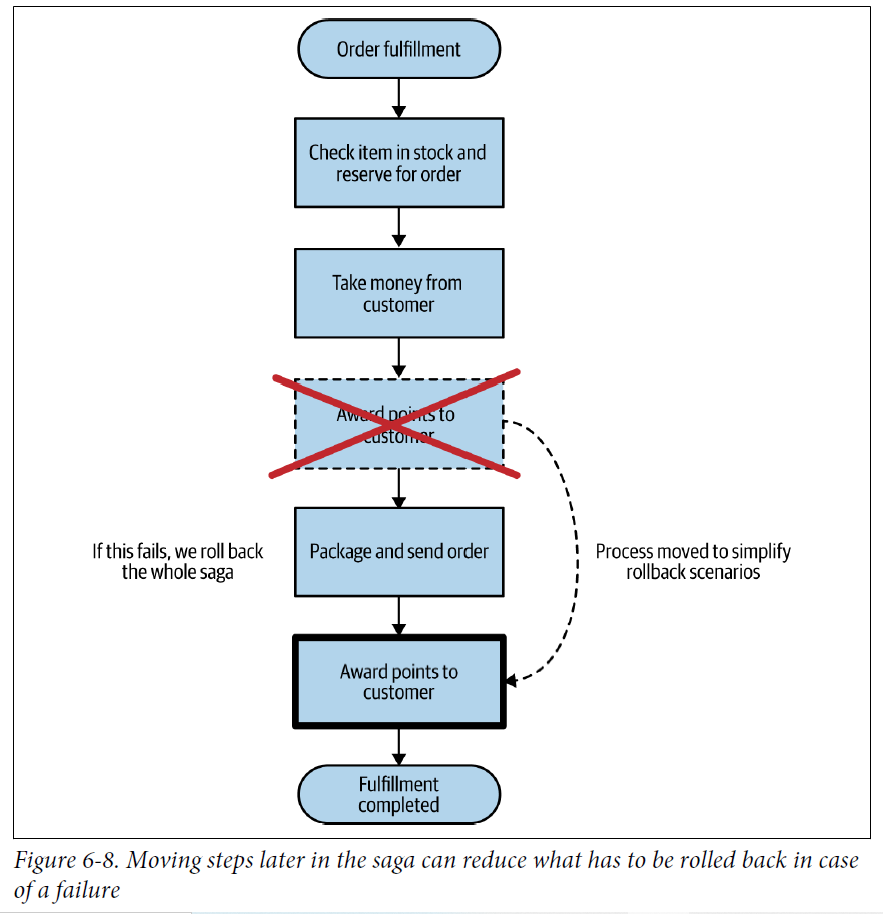 Order fulfillment
Check item in stock and
reserve for order
Take money from
customer
Award points to
customer
If this fails, we roll back
the whole saga
Package and send order
Process moved to simplify
rollback scenarios
Award points to
customer
Fulfillment
completed
Figure 6-8. Moving steps later in the saga can reduce what has to be rolled back in case
of a failure